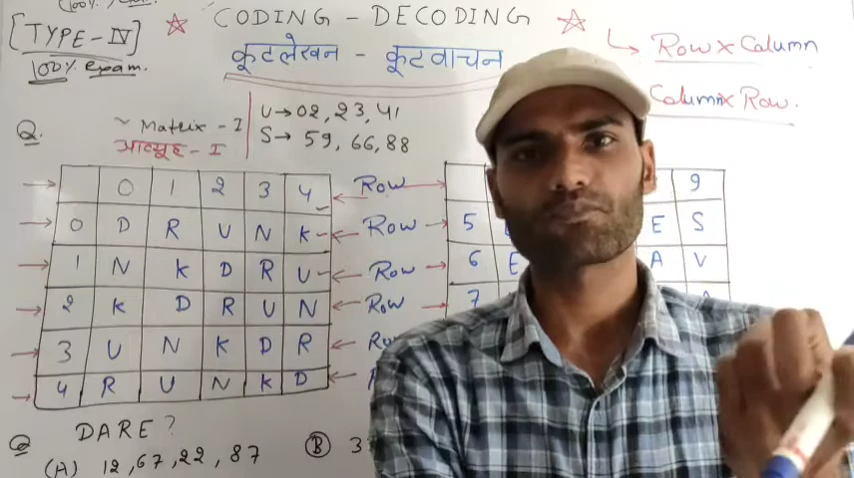 [TYPE-IV] ☆ CODING - DECODING ☆
100% exam.
कूटलेखन - कूटवाचन
Row x Column
Column x Row.
Q. ~ Matrix - I
आव्यूह - I
U→02, 23, 41
S→ 59, 66, 88
0 1 2 3 4 Row 9
0 D R U N K Row 5 E S
1 N K D R U Row 6 E A V
2 K D R U N Row 7
3 U N K D R
4 R U N K D
Q DARE?
(A) 12, 67, 22, 87 (B) 3